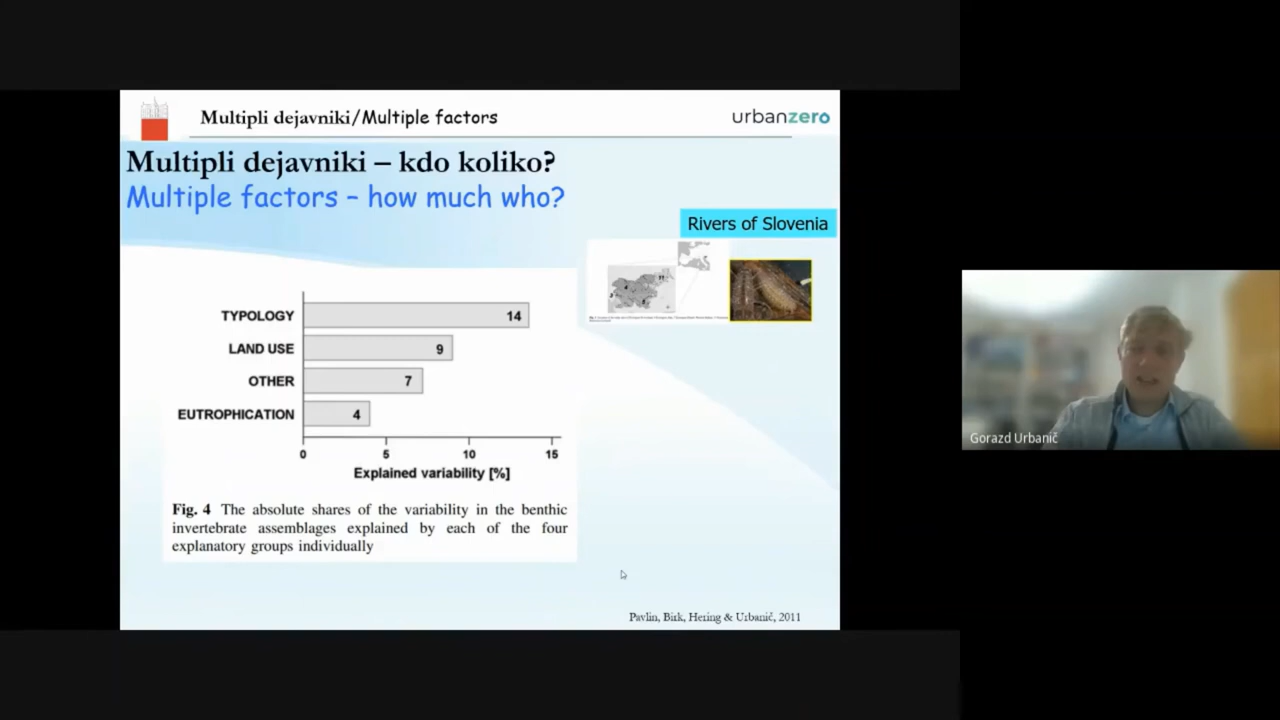 Multipli dejavniki/Multiple factors
urbanzero
Multipli dejavniki – kdo koliko?
Multiple factors – how much who?
Rivers of Slovenia
TYPOLOGY 14
LAND USE 9
OTHER 7
EUTROPHICATION 4
0 5 10 15
Explained variability [%]
Fig. 4 The absolute shares of the variability in the benthic
invertebrate assemblages explained by each of the four
explanatory groups individually
Pavlin, Birk, Hering & Urbanič, 2011
Gorazd Urbanič